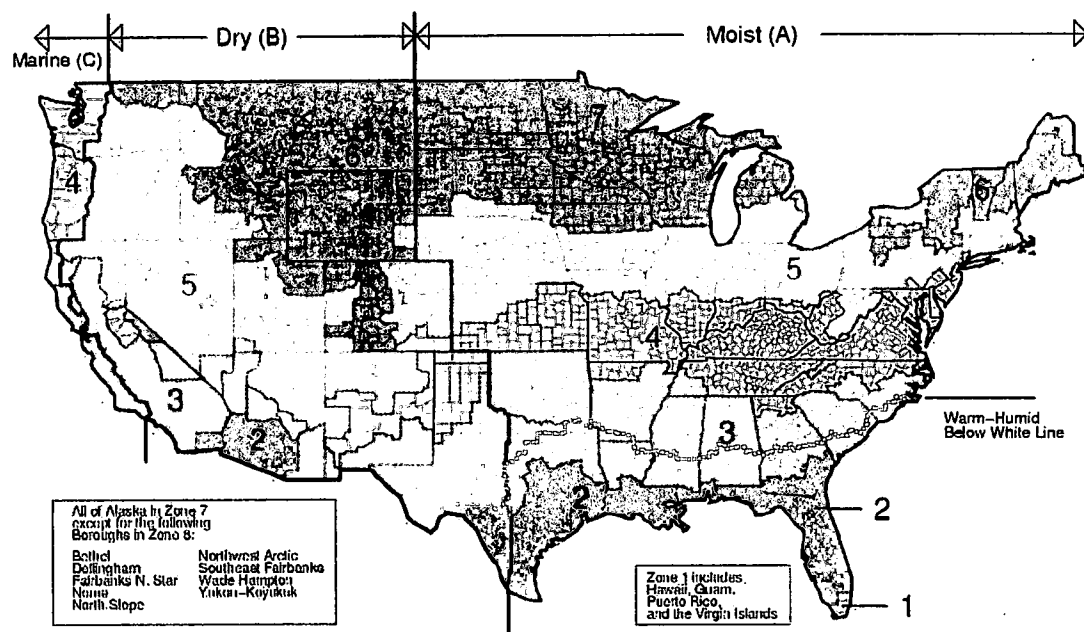 Dry (B)
Moist (A)
Marine (C)
7
6
4
6
5
5
4
3
3
Warm-Humid
Below White Line
2
2
2
1
All of Alaska in Zone 7
except for the following
Boroughs in Zone 8:
Bethel Northwest Arctic
Dellingham Southeast Fairbanks
Fairbanks N. Star Wade Hampton
Nome Yukon-Koyukuk
North Slope
Zone 1 includes
Hawaii, Guam,
Puerto Rico,
and the Virgin Islands